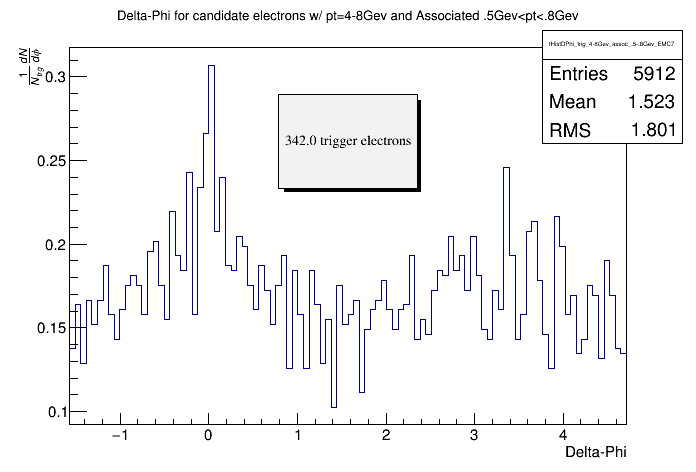 Delta-Phi for candidate electrons w/ pt=4-8Gev and Associated .5Gev<pt<.8Gev
fHistDPhi_trig_4-8Gev_assoc_.5-.8Gev_EMC7
Entries 5912
Mean 1.523
RMS 1.801
1 dN
N_trg dϕ
342.0 trigger electrons
0.3
0.25
0.2
0.15
0.1
−1 0 1 2 3 4
Delta-Phi